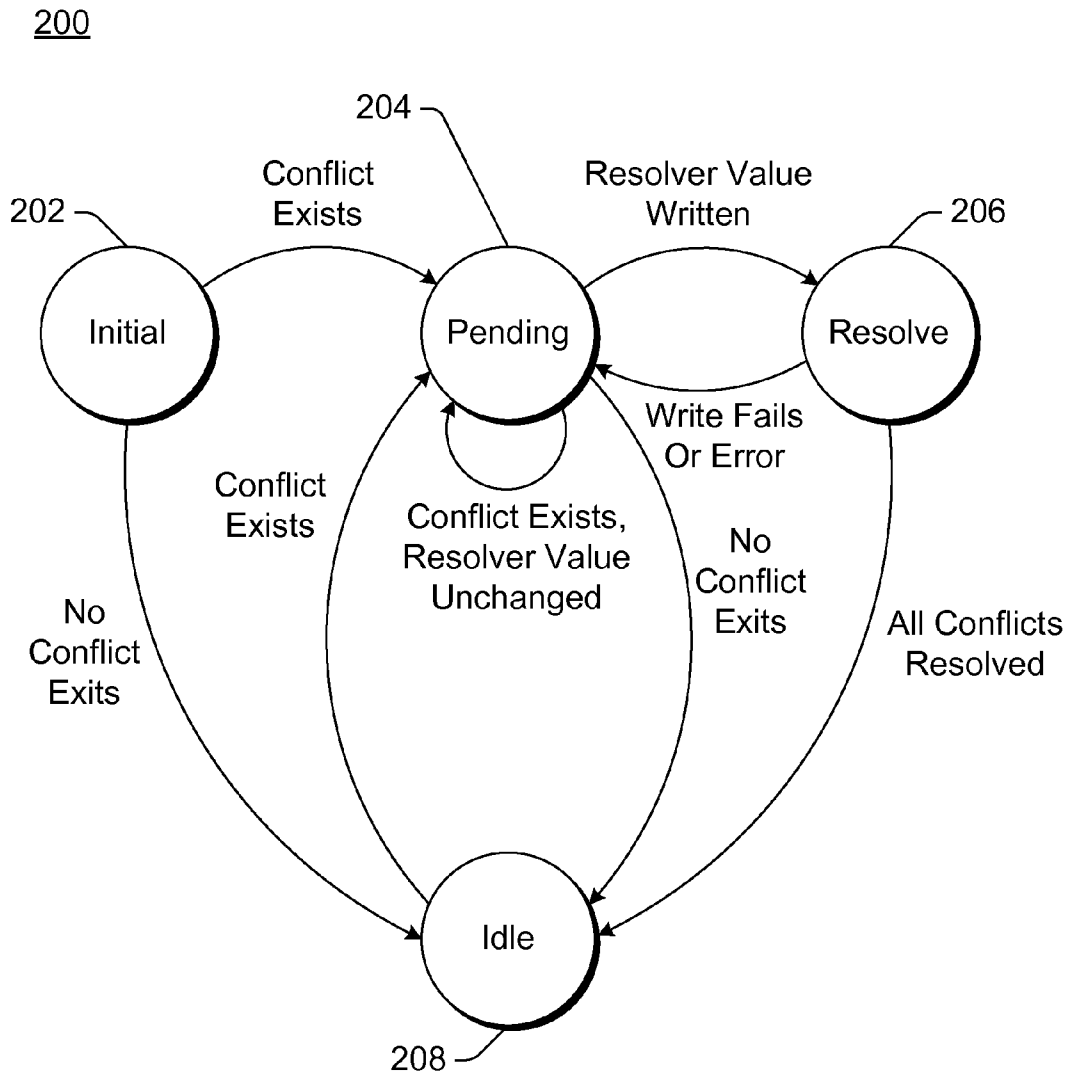 200
204
Conflict
Exists
Resolver Value
Written
202
206
Initial
Pending
Resolve
Write Fails
Or Error
Conflict
Exists
Conflict Exists,
Resolver Value
Unchanged
No
Conflict
Exits
No
Conflict
Exits
All Conflicts
Resolved
Idle
208